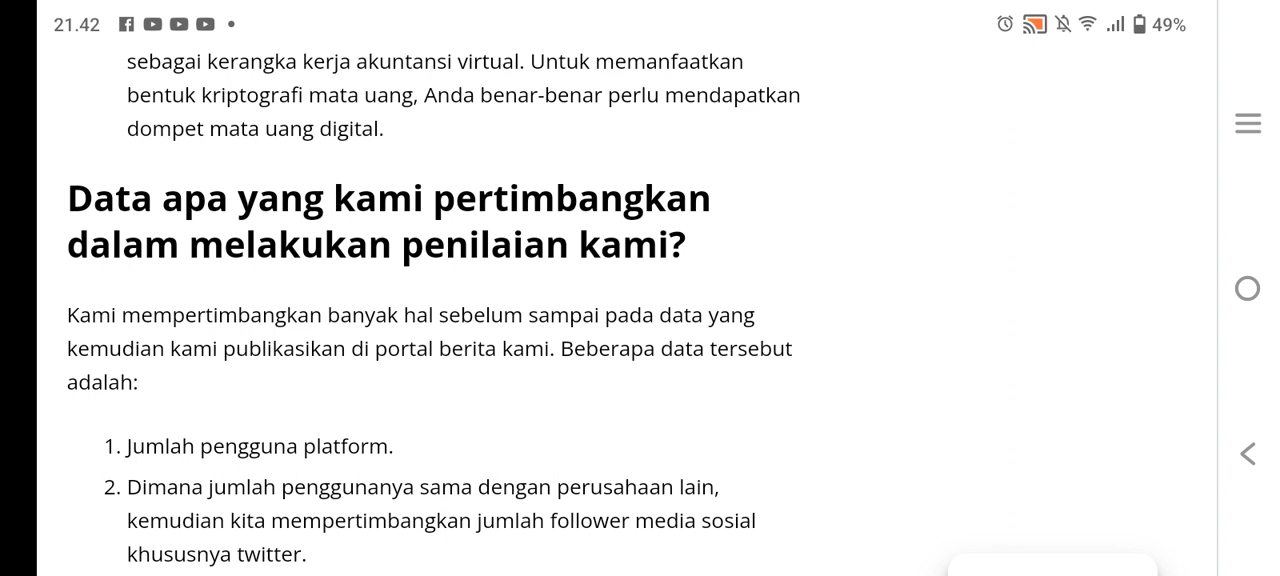 21.42
49%
sebagai kerangka kerja akuntansi virtual. Untuk memanfaatkan
bentuk kriptografi mata uang, Anda benar-benar perlu mendapatkan
dompet mata uang digital.
Data apa yang kami pertimbangkan
dalam melakukan penilaian kami?
Kami mempertimbangkan banyak hal sebelum sampai pada data yang
kemudian kami publikasikan di portal berita kami. Beberapa data tersebut
adalah:
1. Jumlah pengguna platform.
2. Dimana jumlah penggunanya sama dengan perusahaan lain,
kemudian kita mempertimbangkan jumlah follower media sosial
khususnya twitter.